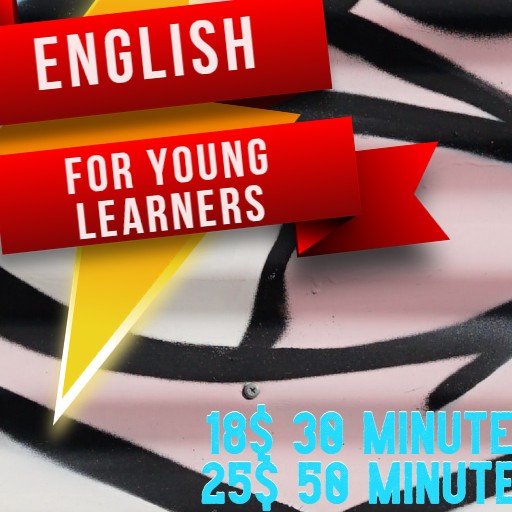 ENGLISH
FOR YOUNG
LEARNERS
18$ 30 MINUTE
25$ 50 MINUTE